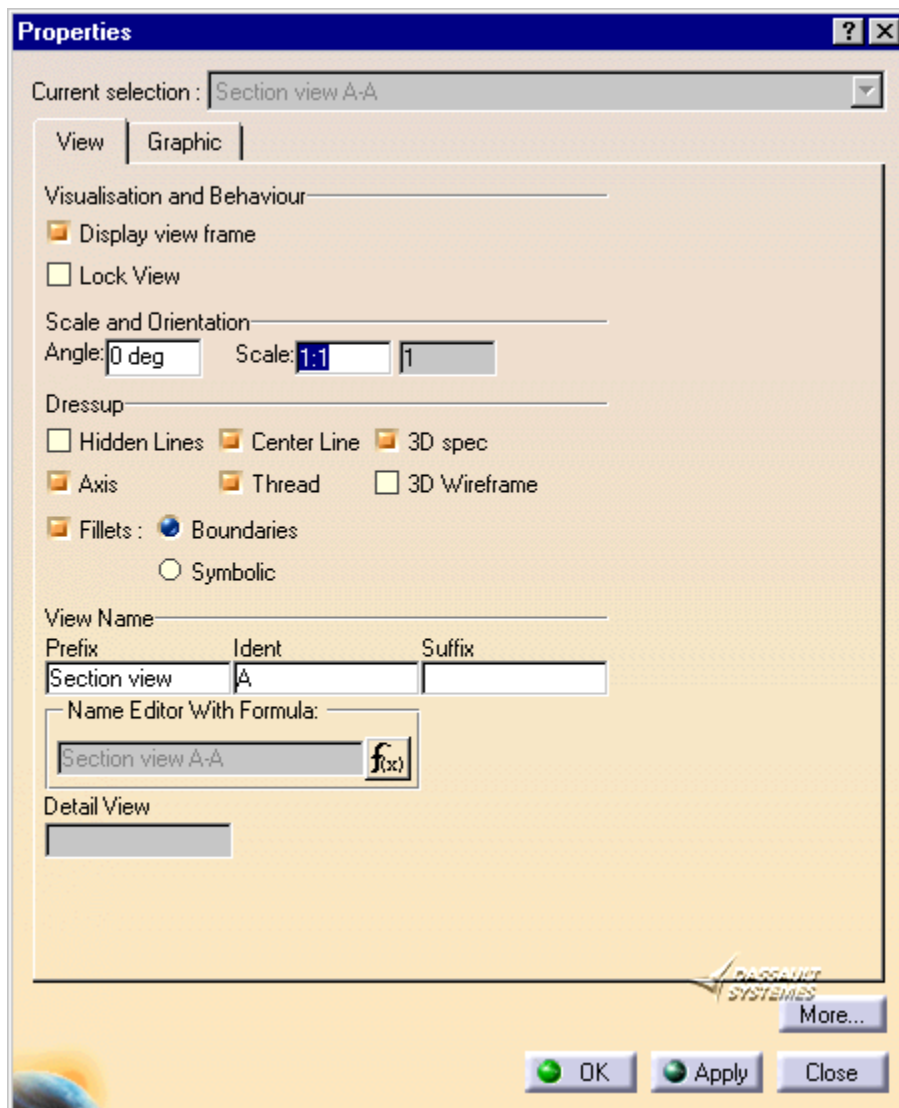 Properties
Current selection : Section view A-A
View Graphic
Visualisation and Behaviour
Display view frame
Lock View
Scale and Orientation
Angle: 0 deg Scale: 1:1 1
Dressup
Hidden Lines Center Line 3D spec
Axis Thread 3D Wireframe
Fillets : Boundaries
Symbolic
View Name
Prefix Ident Suffix
Section view A
Name Editor With Formula:
Section view A-A f(x)
Detail View
DASSAULT
SYSTEMES
More...
OK Apply Close